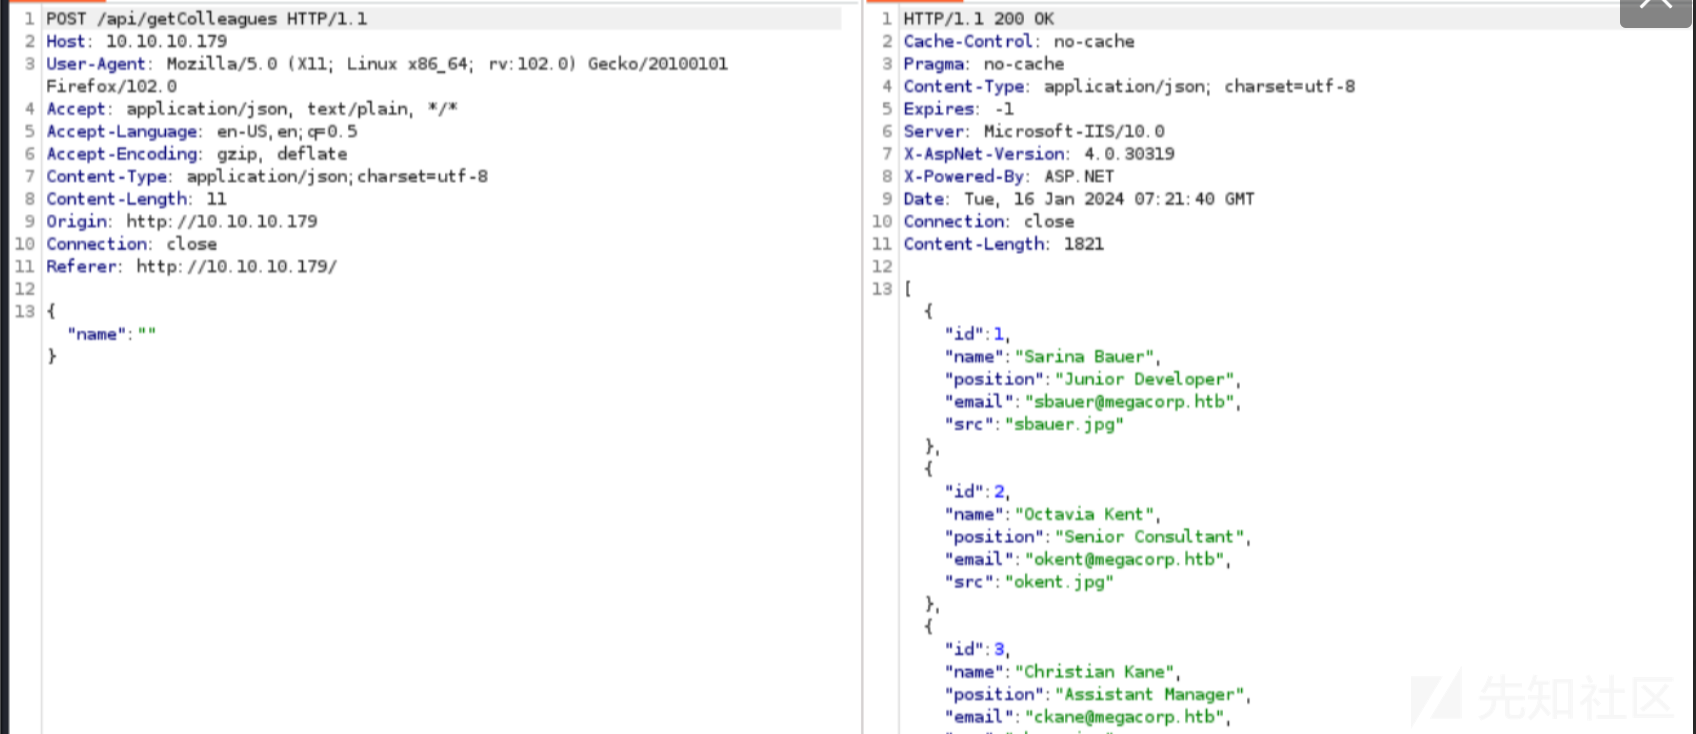 1 POST /api/getColleagues HTTP/1.1
2 Host: 10.10.10.179
3 User-Agent: Mozilla/5.0 (X11; Linux x86_64; rv:102.0) Gecko/20100101
Firefox/102.0
4 Accept: application/json, text/plain, */*
5 Accept-Language: en-US,en;q=0.5
6 Accept-Encoding: gzip, deflate
7 Content-Type: application/json;charset=utf-8
8 Content-Length: 11
9 Origin: http://10.10.10.179
10 Connection: close
11 Referer: http://10.10.10.179/
12
13 {
"name":""
}
1 HTTP/1.1 200 OK
2 Cache-Control: no-cache
3 Pragma: no-cache
4 Content-Type: application/json; charset=utf-8
5 Expires: -1
6 Server: Microsoft-IIS/10.0
7 X-AspNet-Version: 4.0.30319
8 X-Powered-By: ASP.NET
9 Date: Tue, 16 Jan 2024 07:21:40 GMT
10 Connection: close
11 Content-Length: 1821
12
13 [
{
"id":1,
"name":"Sarina Bauer",
"position":"Junior Developer",
"email":"sbauer@megacorp.htb",
"src":"sbauer.jpg"
},
{
"id":2,
"name":"Octavia Kent",
"position":"Senior Consultant",
"email":"okent@megacorp.htb",
"src":"okent.jpg"
},
{
"id":3,
"name":"Christian Kane",
"position":"Assistant Manager",
"email":"ckane@megacorp.htb",
先知社区